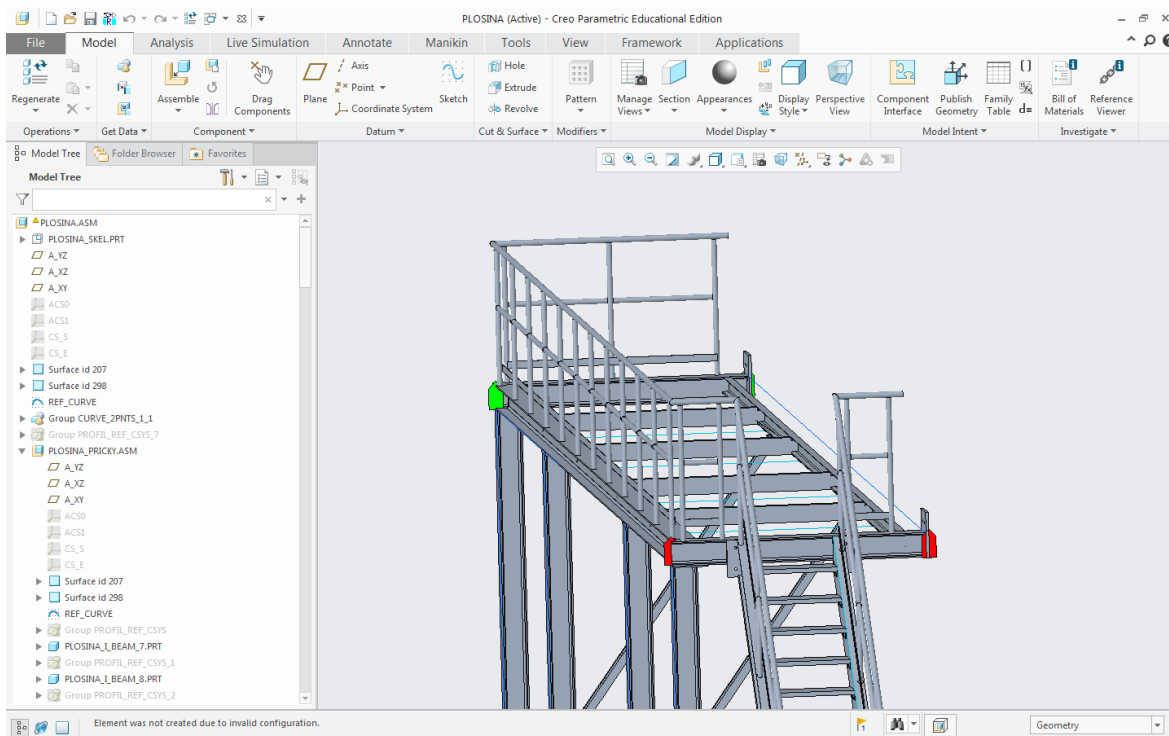 PLOSINA (Active) - Creo Parametric Educational Edition
File Model Analysis Live Simulation Annotate Manikin Tools View Framework Applications
Regenerate
Assemble
Drag Components
Plane
Axis
Point
Coordinate System
Sketch
Hole
Extrude
Revolve
Pattern
Manage Views
Section
Appearances
Display Style
Perspective View
Component Interface
Publish Geometry
Family Table
d=
Bill of Materials
Reference Viewer
Operations Get Data Component Datum Cut & Surface Modifiers Model Display Model Intent Investigate
Model Tree Folder Browser Favorites
Model Tree
PLOSINA.ASM
PLOSINA_SKEL.PRT
A_YZ
A_XZ
A_XY
ACS0
ACS1
CS_S
CS_E
Surface id 207
Surface id 298
REF_CURVE
Group CURVE_2PNTS_1_1
Group PROFIL_REF_CSYS_7
PLOSINA_PRICKY.ASM
A_YZ
A_XZ
A_XY
ACS0
ACS1
CS_S
CS_E
Surface id 207
Surface id 298
REF_CURVE
Group PROFIL_REF_CSYS
PLOSINA_I_BEAM_7.PRT
Group PROFIL_REF_CSYS_1
PLOSINA_I_BEAM_8.PRT
Group PROFIL_REF_CSYS_2
Element was not created due to invalid configuration.
1
Geometry